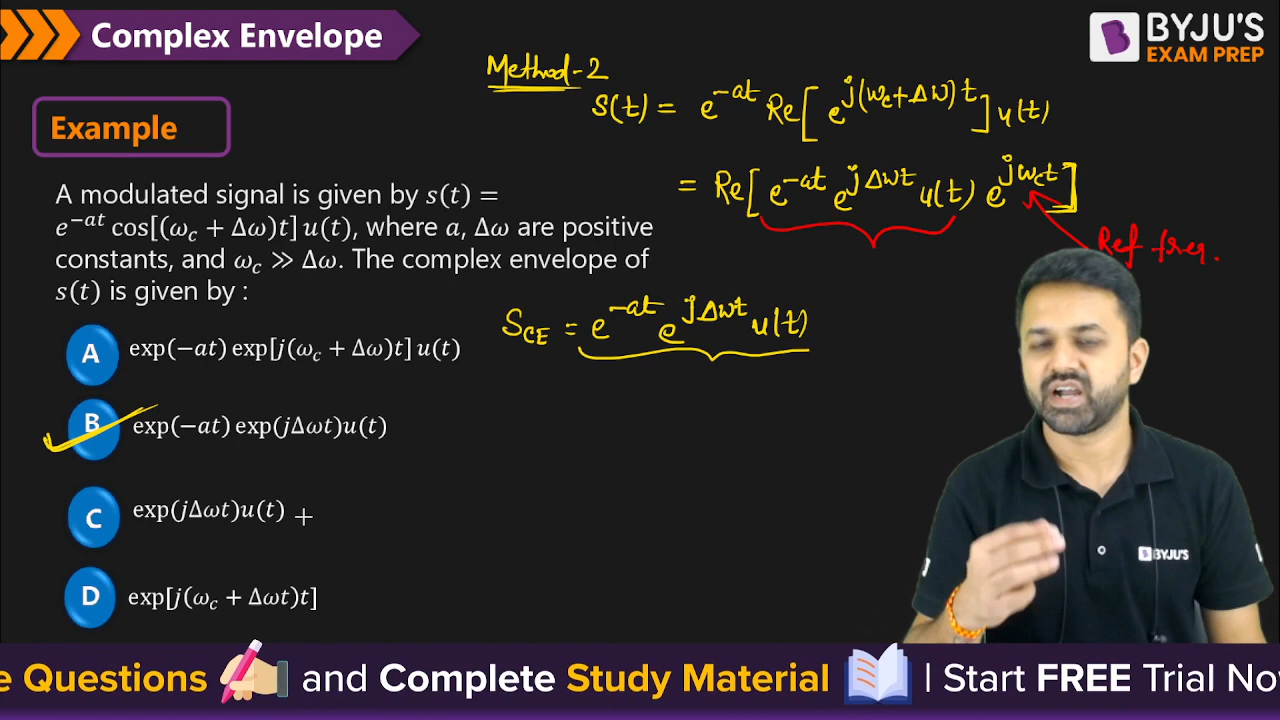 Complex Envelope
BYJU'S
EXAM PREP
Example
A modulated signal is given by s(t) =
e^{-at} cos[(ω_c + Δω)t] u(t), where a, Δω are positive
constants, and ω_c ≫ Δω. The complex envelope of
s(t) is given by :
A exp(−at) exp[j(ω_c + Δω)t] u(t)
B exp(−at) exp(jΔωt)u(t)
C exp(jΔωt)u(t) +
D exp[j(ω_c + Δωt)t]
Method-2
S(t) = e^{-at} Re[e^{j(ω_c+Δω)t}] u(t)
= Re[e^{-at} e^{jΔωt} u(t) e^{jω_ct}]
Ref freq.
S_{CE} = e^{-at} e^{jΔωt} u(t)
BYJU'S
e Questions and Complete Study Material | Start FREE Trial Now